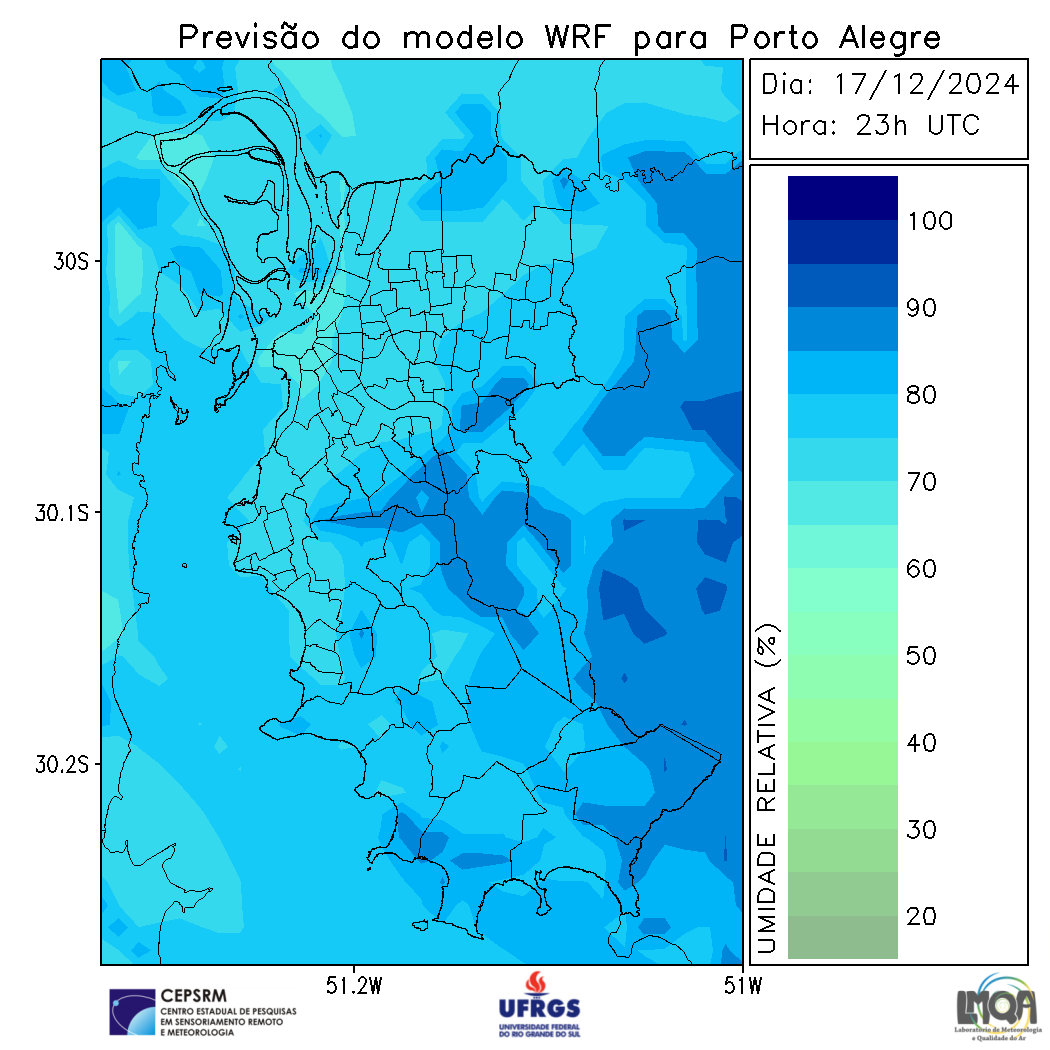 Previsão do modelo WRF para Porto Alegre
Dia: 17/12/2024
Hora: 23h UTC
30S
30.1S
30.2S
51.2W
51W
100
90
80
70
60
50
40
30
20
UMIDADE RELATIVA (%)
CEPSRM
CENTRO ESTADUAL DE PESQUISAS
EM SENSORIAMENTO REMOTO
E METEOROLOGIA
UFRGS
UNIVERSIDADE FEDERAL
DO RIO GRANDE DO SUL
LMQA
Laboratório de Meteorologia
e Qualidade do Ar